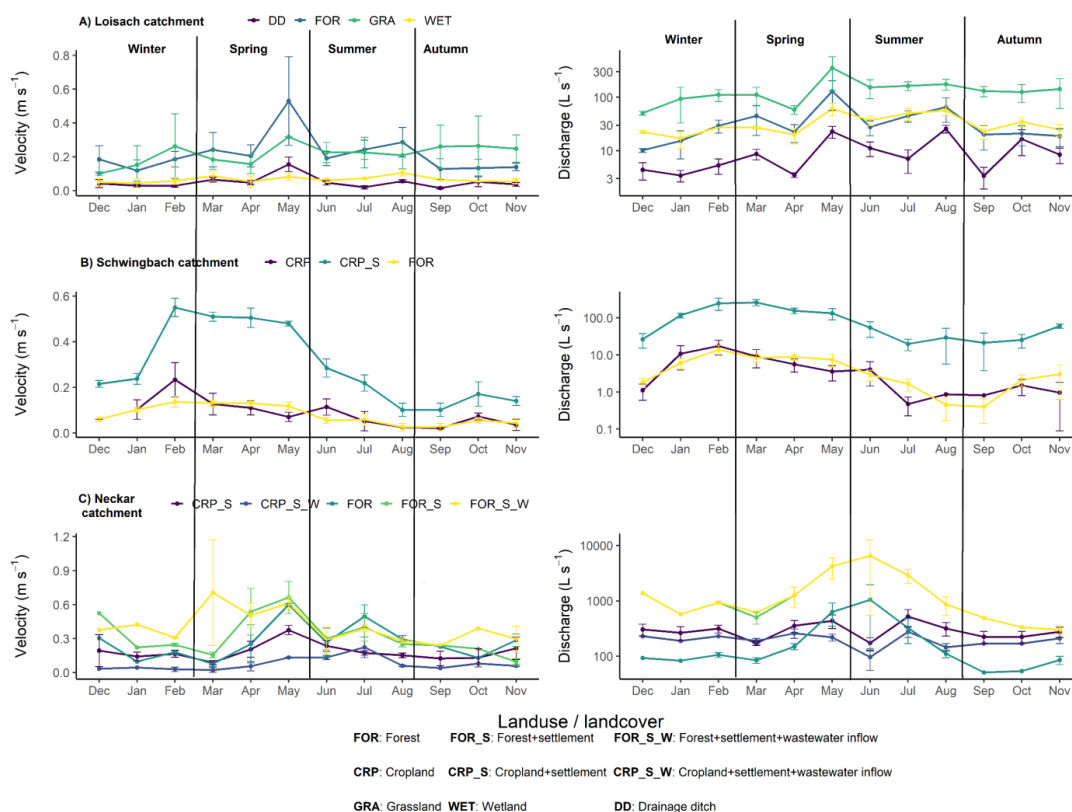 A) Loisach catchment DD FOR GRA WET
Winter Spring Summer Autumn
Winter Spring Summer Autumn
Velocity (m s⁻¹)
0.8
0.6
0.4
0.2
0.0
Dec Jan Feb Mar Apr May Jun Jul Aug Sep Oct Nov
Discharge (L s⁻¹)
300
100
30
10
3
Dec Jan Feb Mar Apr May Jun Jul Aug Sep Oct Nov
B) Schwingbach catchment CRP CRP_S FOR
Velocity (m s⁻¹)
0.6
0.4
0.2
0.0
Dec Jan Feb Mar Apr May Jun Jul Aug Sep Oct Nov
Discharge (L s⁻¹)
100.0
10.0
1.0
0.1
Dec Jan Feb Mar Apr May Jun Jul Aug Sep Oct Nov
C) Neckar CRP_S CRP_S_W FOR FOR_S FOR_S_W
catchment
Velocity (m s⁻¹)
1.2
0.9
0.6
0.3
0.0
Dec Jan Feb Mar Apr May Jun Jul Aug Sep Oct Nov
Discharge (L s⁻¹)
10000
1000
100
Dec Jan Feb Mar Apr May Jun Jul Aug Sep Oct Nov
Landuse / landcover
FOR: Forest FOR_S: Forest+settlement FOR_S_W: Forest+settlement+wastewater inflow
CRP: Cropland CRP_S: Cropland+settlement CRP_S_W: Cropland+settlement+wastewater inflow
GRA: Grassland WET: Wetland DD: Drainage ditch